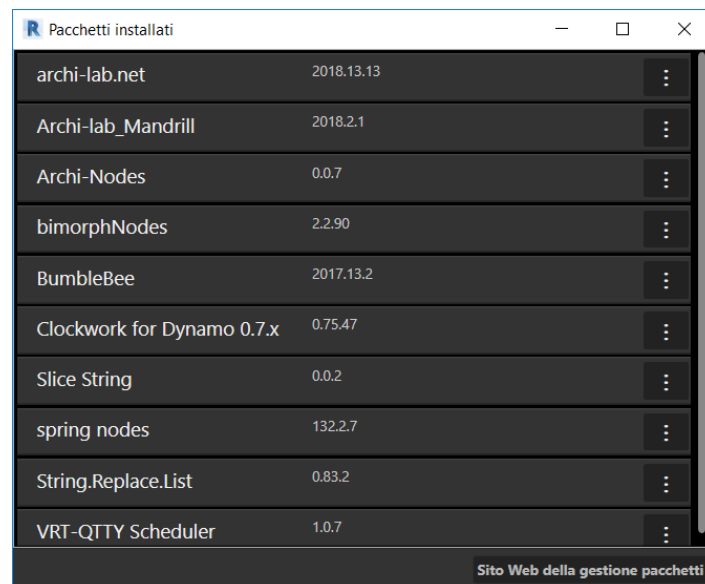 R Pacchetti installati
archi-lab.net 2018.13.13
Archi-lab_Mandrill 2018.2.1
Archi-Nodes 0.0.7
bimorphNodes 2.2.90
BumbleBee 2017.13.2
Clockwork for Dynamo 0.7.x 0.75.47
Slice String 0.0.2
spring nodes 132.2.7
String.Replace.List 0.83.2
VRT-QTTY Scheduler 1.0.7
Sito Web della gestione pacchetti